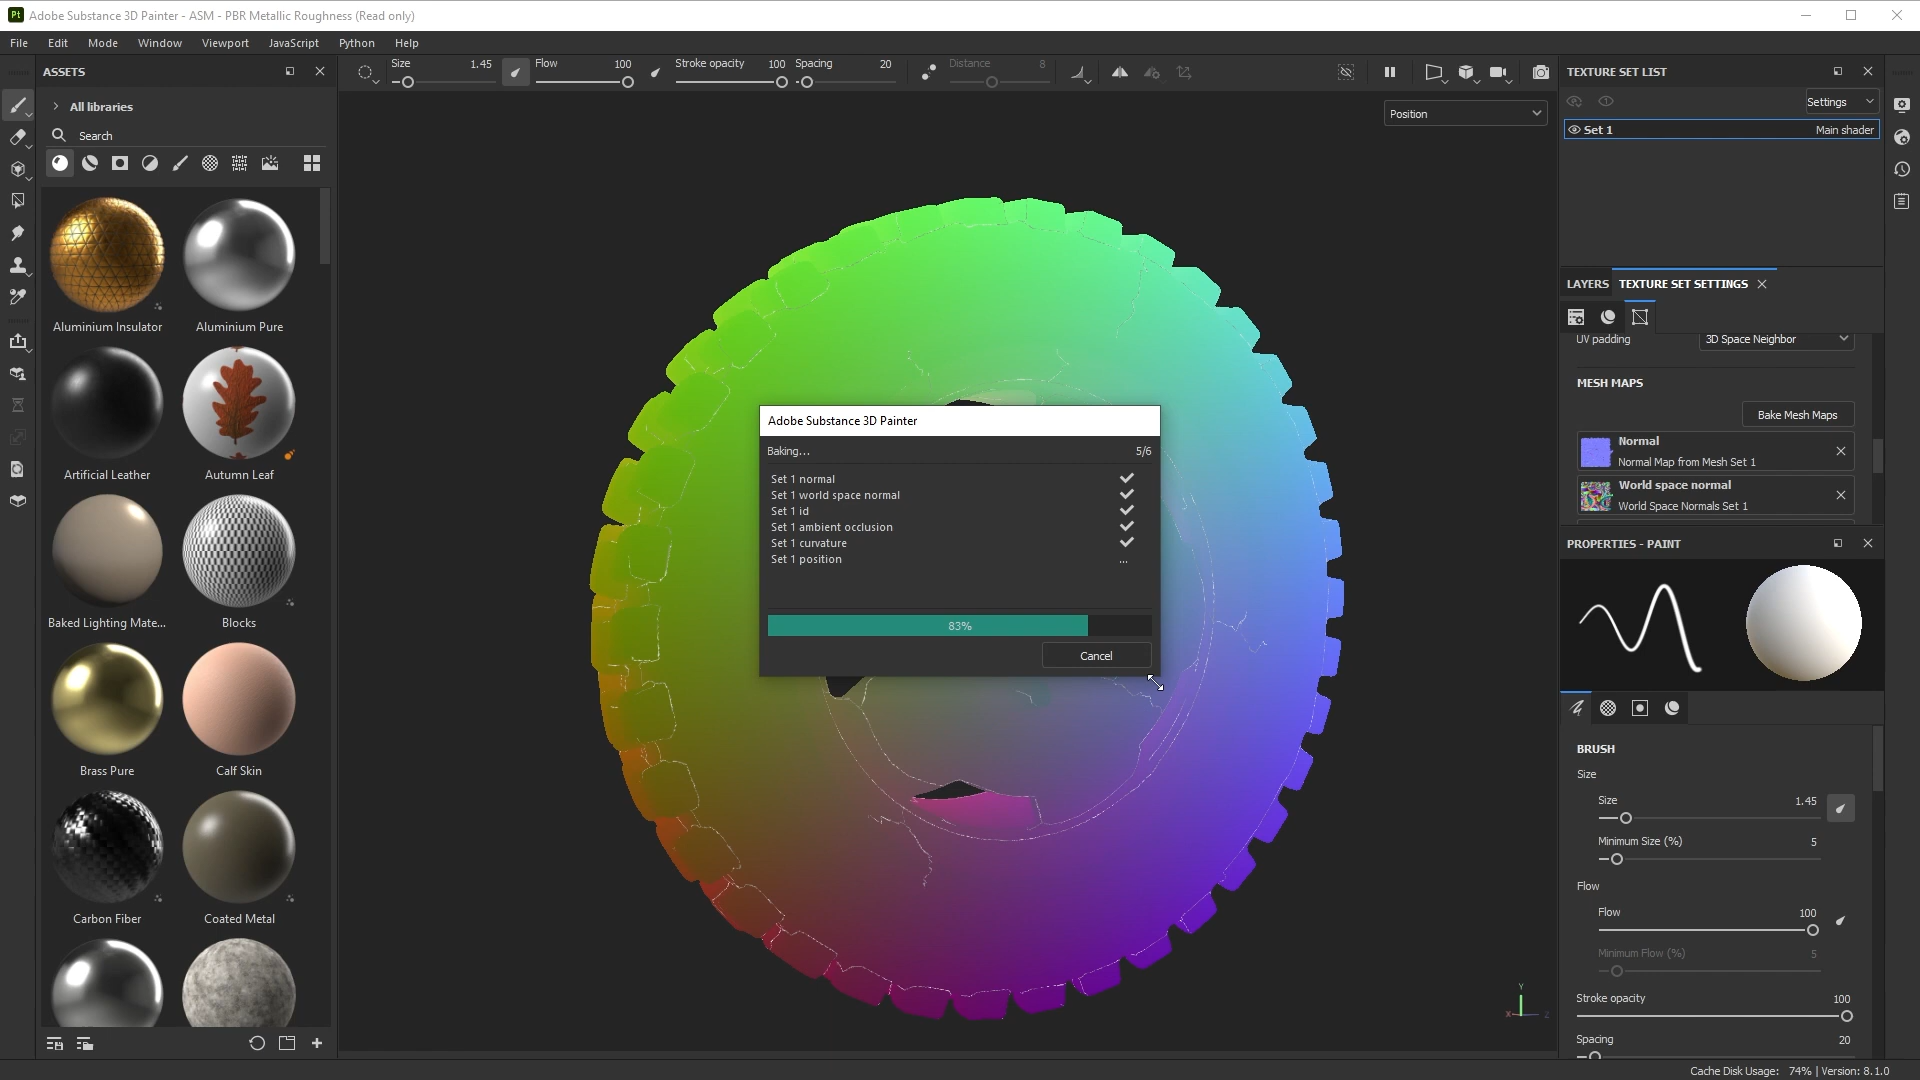 Pt Adobe Substance 3D Painter - ASM - PBR Metallic Roughness (Read only)
File Edit Mode Window Viewport JavaScript Python Help
ASSETS
Size 1.45 Flow 100 Stroke opacity 100 Spacing 20 Distance 8
All libraries
Search
Aluminium Insulator
Aluminium Pure
Artificial Leather
Autumn Leaf
Baked Lighting Mate...
Blocks
Brass Pure
Calf Skin
Carbon Fiber
Coated Metal
Position
Adobe Substance 3D Painter
Baking... 5/6
Set 1 normal
Set 1 world space normal
Set 1 id
Set 1 ambient occlusion
Set 1 curvature
Set 1 position ...
83%
Cancel
Y
X Z
TEXTURE SET LIST
Settings
Set 1 Main shader
LAYERS TEXTURE SET SETTINGS
UV padding 3D Space Neighbor
MESH MAPS
Bake Mesh Maps
Normal
Normal Map from Mesh Set 1
World space normal
World Space Normals Set 1
PROPERTIES - PAINT
BRUSH
Size
Size 1.45
Minimum Size (%) 5
Flow
Flow 100
Minimum Flow (%) 5
Stroke opacity 100
Spacing 20
Cache Disk Usage: 74% | Version: 8.1.0